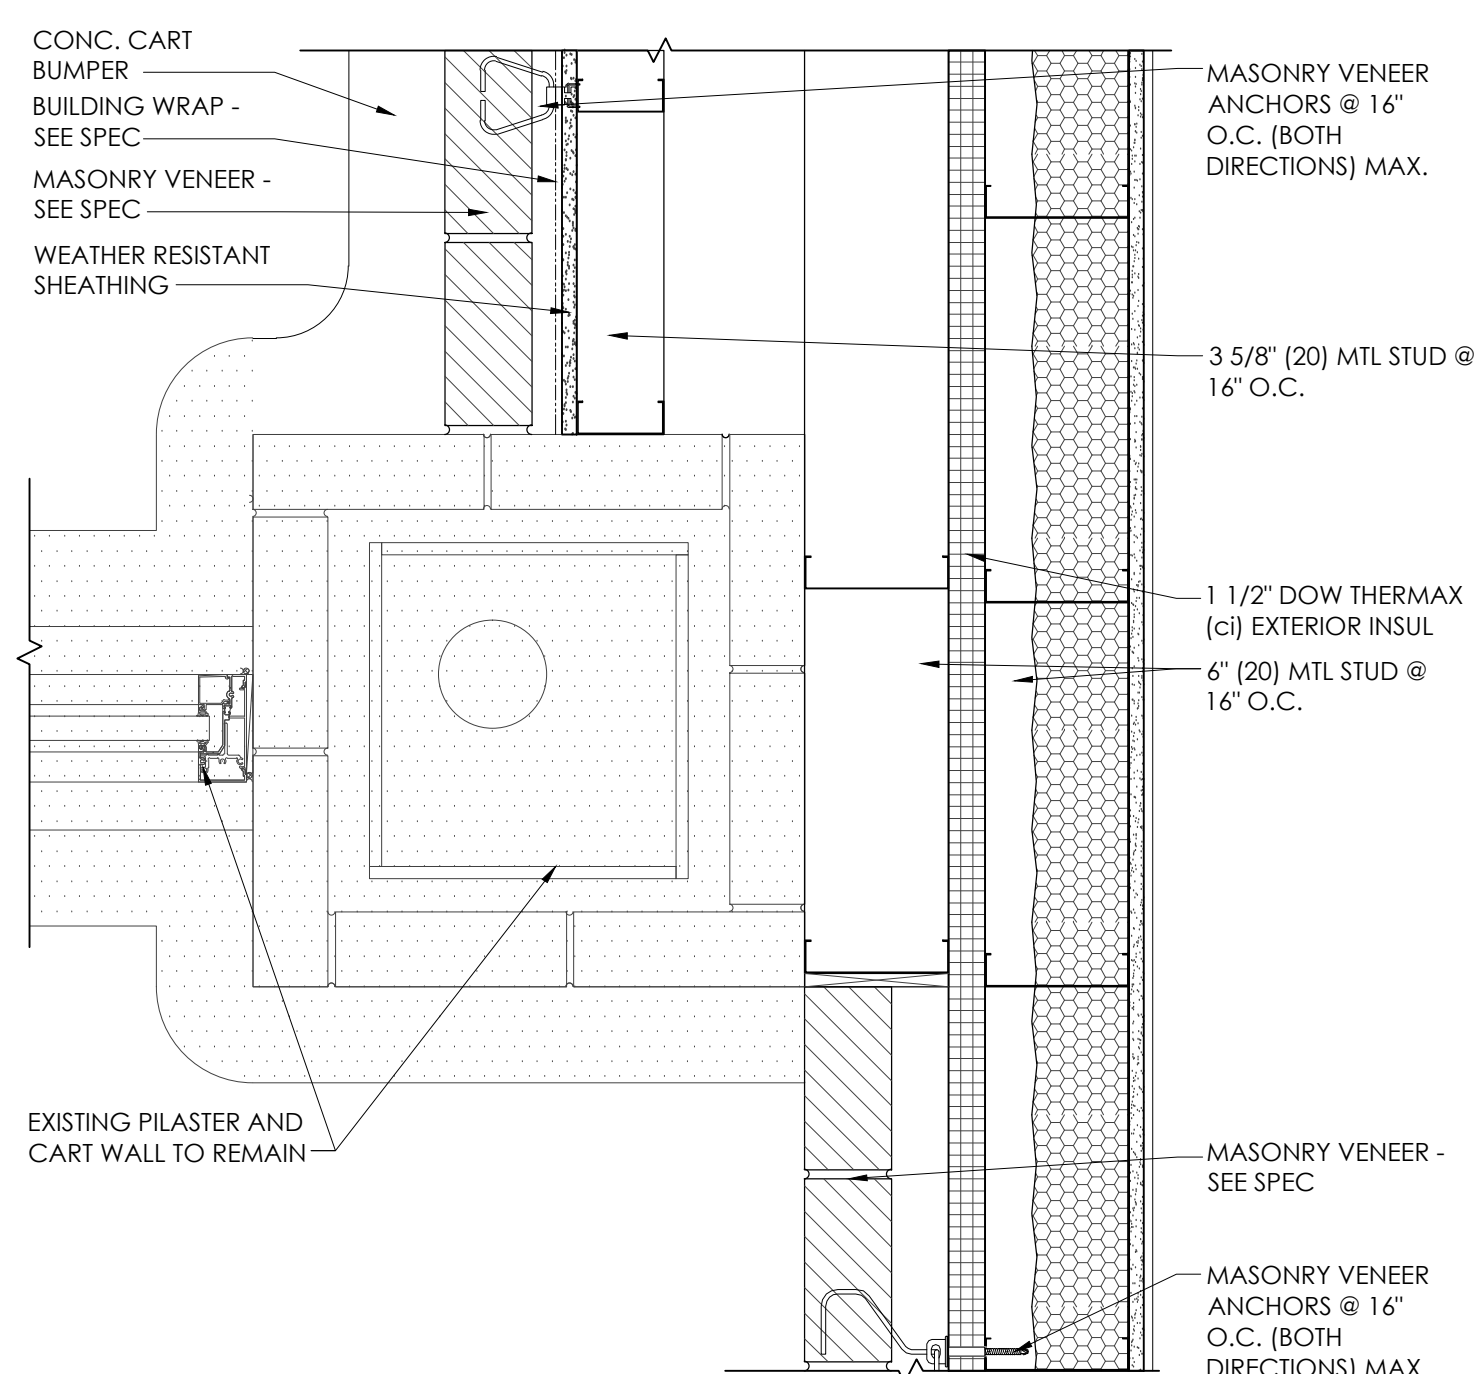 CONC. CART
BUMPER
BUILDING WRAP -
SEE SPEC
MASONRY VENEER -
SEE SPEC
WEATHER RESISTANT
SHEATHING
MASONRY VENEER
ANCHORS @ 16"
O.C. (BOTH
DIRECTIONS) MAX.
3 5/8" (20) MTL STUD @
16" O.C.
1 1/2" DOW THERMAX
(ci) EXTERIOR INSUL
6" (20) MTL STUD @
16" O.C.
EXISTING PILASTER AND
CART WALL TO REMAIN
MASONRY VENEER -
SEE SPEC
MASONRY VENEER
ANCHORS @ 16"
O.C. (BOTH
DIRECTIONS) MAX